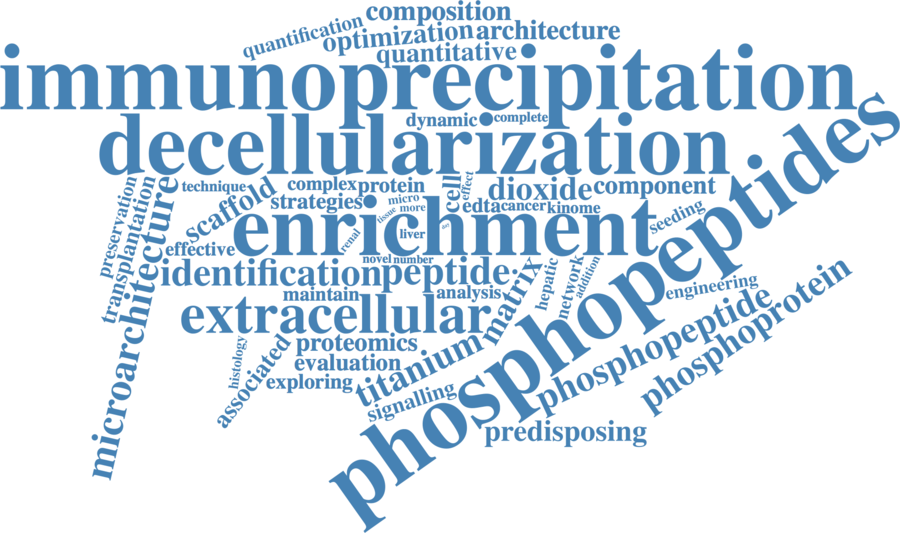 composition
quantification
optimization
architecture
quantitative
immunoprecipitation
dynamic
complete
decellularization
phosphopeptides
preservation
transplantation
microarchitecture
technique
scaffold
complex
protein
strategies
micro
more
tissue
cell
effect
dioxide
component
edta
cancer
kinome
seeding
effective
enrichment
renal
liver
novel
number
identification
peptide
matrix
hepatic
network
addition
maintain
analysis
engineering
extracellular
histology
associated
proteomics
evaluation
exploring
titanium
signalling
phosphopeptide
phosphoprotein
predisposing